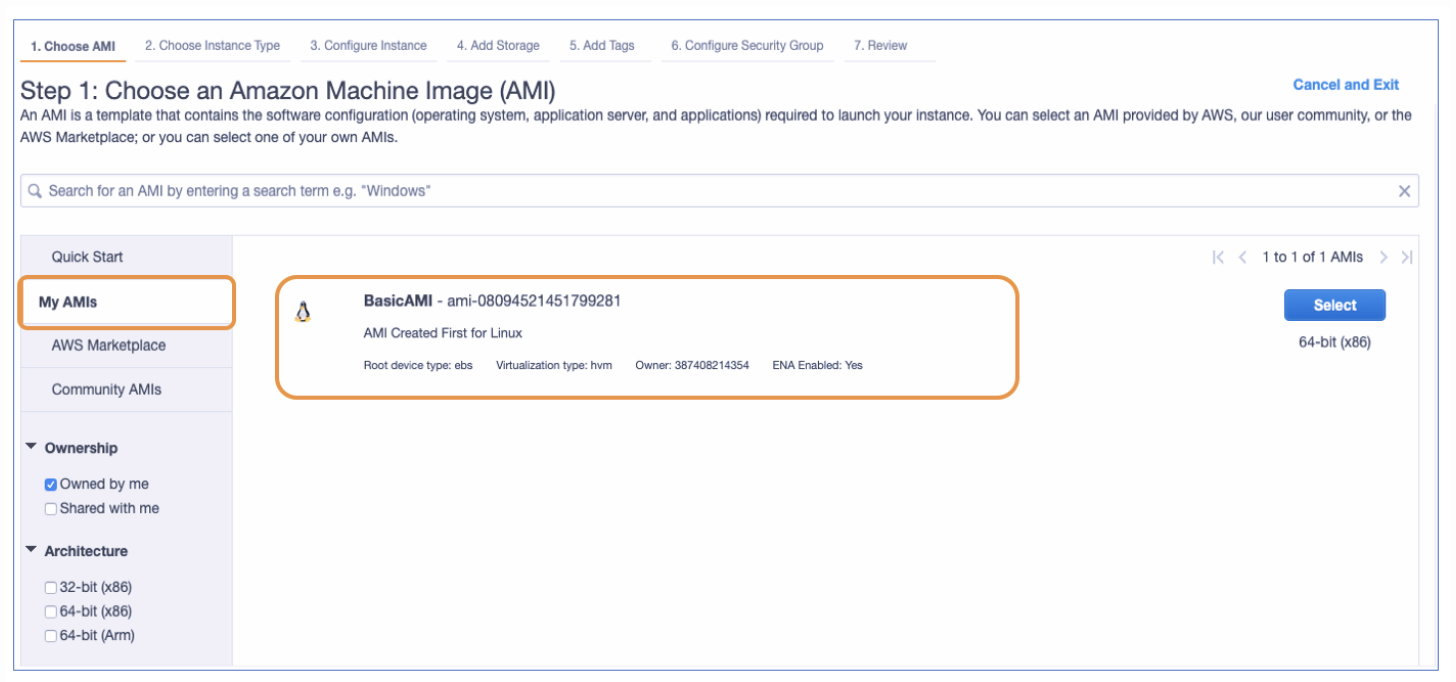 1. Choose AMI 2. Choose Instance Type 3. Configure Instance 4. Add Storage 5. Add Tags 6. Configure Security Group 7. Review
Step 1: Choose an Amazon Machine Image (AMI)
Cancel and Exit
An AMI is a template that contains the software configuration (operating system, application server, and applications) required to launch your instance. You can select an AMI provided by AWS, our user community, or the
AWS Marketplace; or you can select one of your own AMIs.
Search for an AMI by entering a search term e.g. "Windows"
Quick Start
My AMIs
AWS Marketplace
Community AMIs
Ownership
Owned by me
Shared with me
Architecture
32-bit (x86)
64-bit (x86)
64-bit (Arm)
1 to 1 of 1 AMIs
BasicAMI - ami-08094521451799281
AMI Created First for Linux
Root device type: ebs Virtualization type: hvm Owner: 387408214354 ENA Enabled: Yes
Select
64-bit (x86)